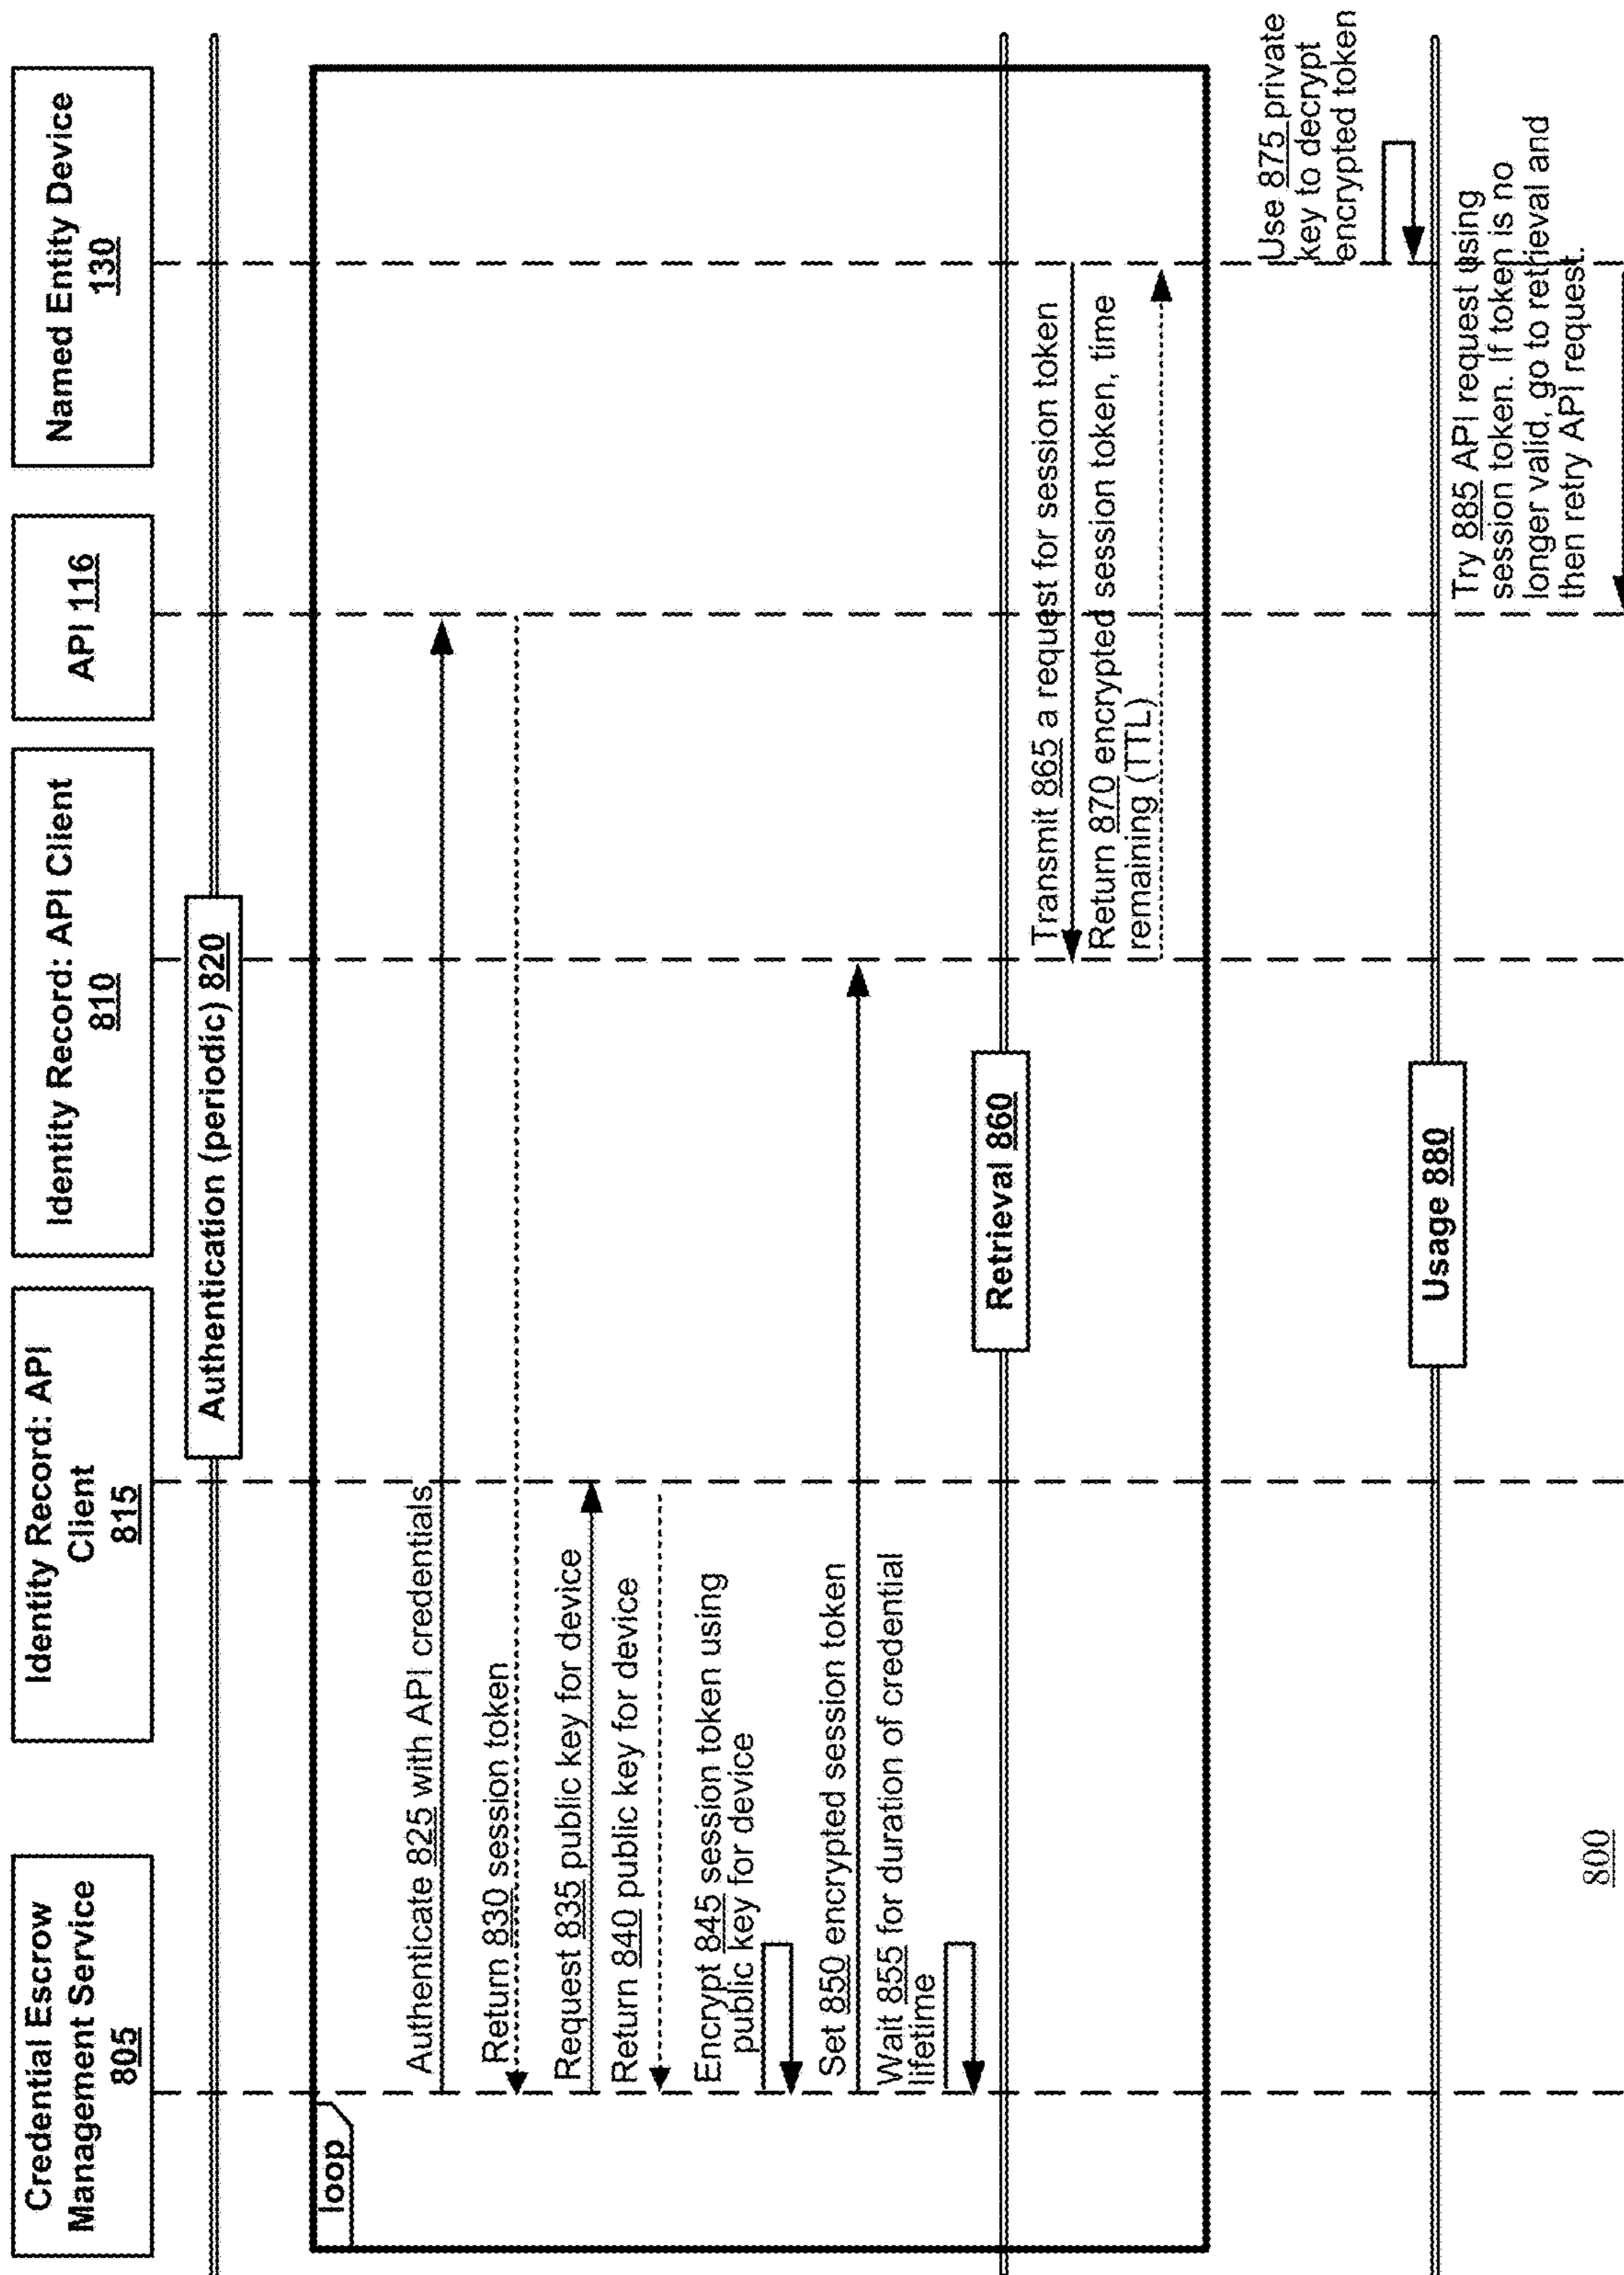 Credential Escrow
Management Service
805
Identity Record: API
Client
815
Identity Record: API Client
810
API 116
Named Entity Device
130
Authentication (periodic) 820
loop
Authenticate 825 with API credentials
Return 830 session token
Request 835 public key for device
Return 840 public key for device
Encrypt 845 session token using
public key for device
Set 850 encrypted session token
Wait 855 for duration of credential
lifetime
Retrieval 860
Transmit 865 a request for session token
Return 870 encrypted session token, time
remaining (TTL)
Use 875 private
key to decrypt
encrypted token
Usage 880
Try 885 API request using
session token. If token is no
longer valid, go to retrieval and
then retry API request.
800